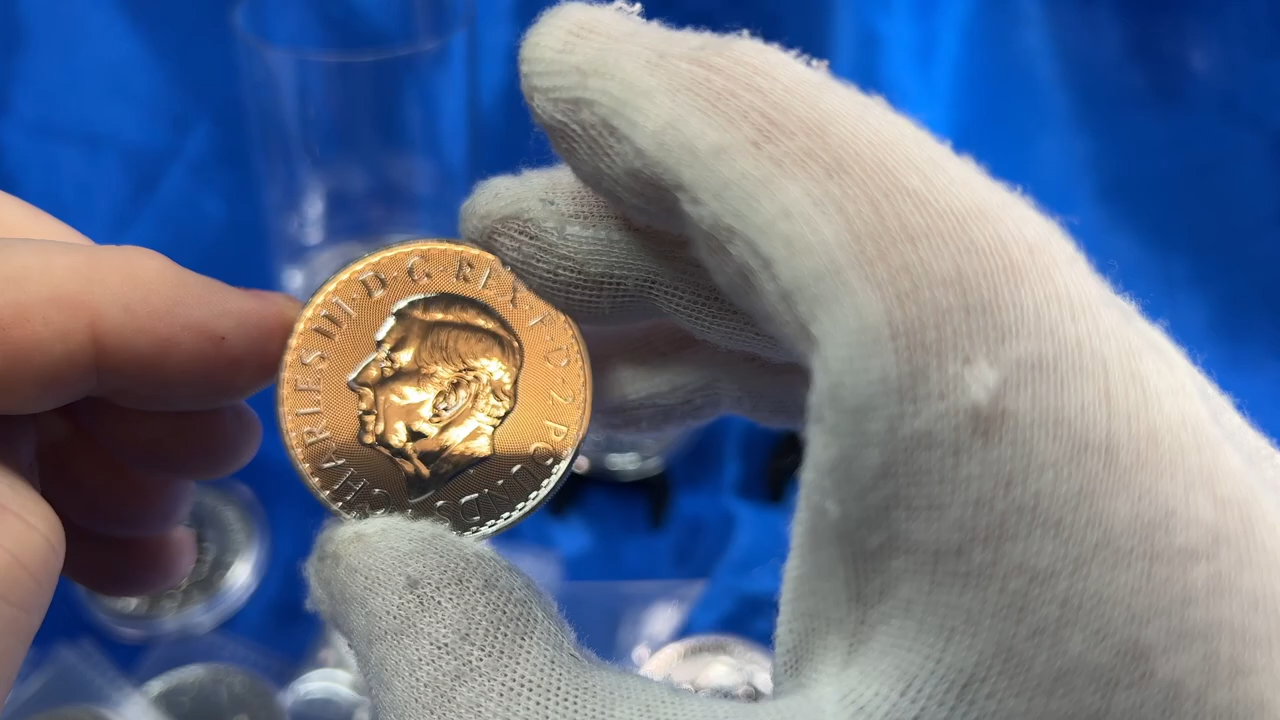 CHARLES III · D · G · REX · F · D · 2 POUNDS